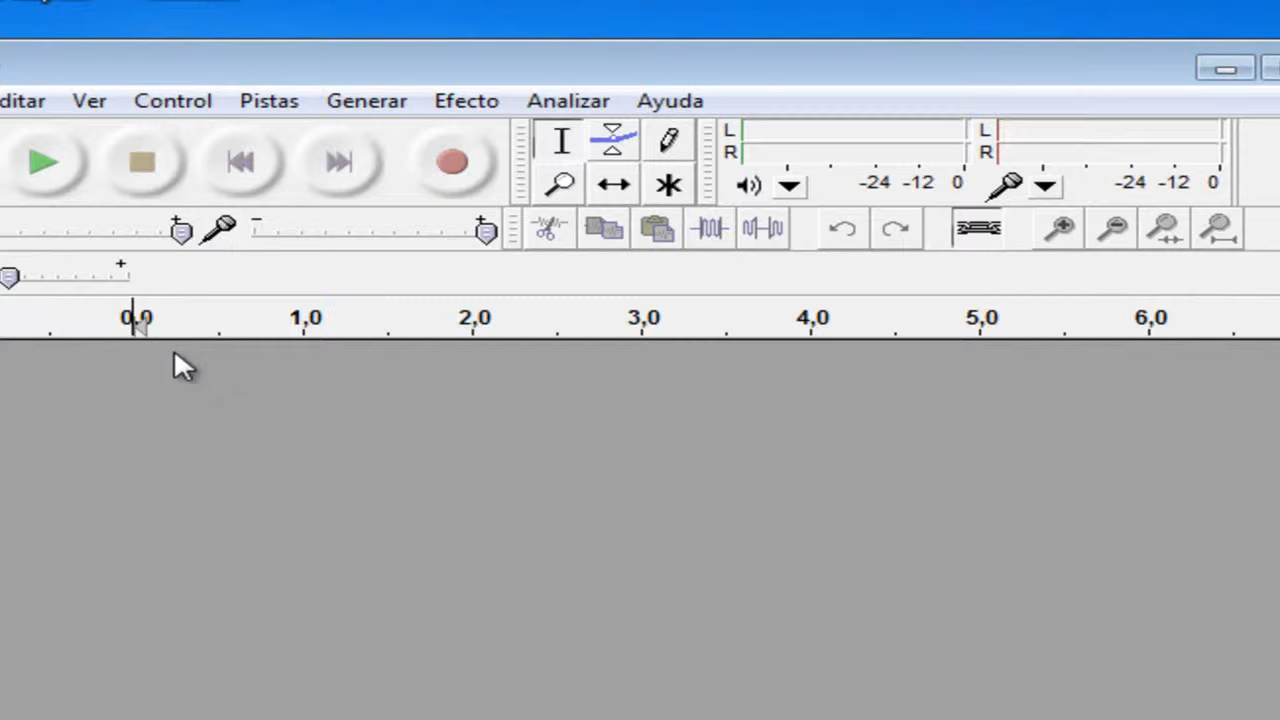 ditar Ver Control Pistas Generar Efecto Analizar Ayuda
L
R
-24 -12 0
L
R
-24 -12 0
0,0 1,0 2,0 3,0 4,0 5,0 6,0